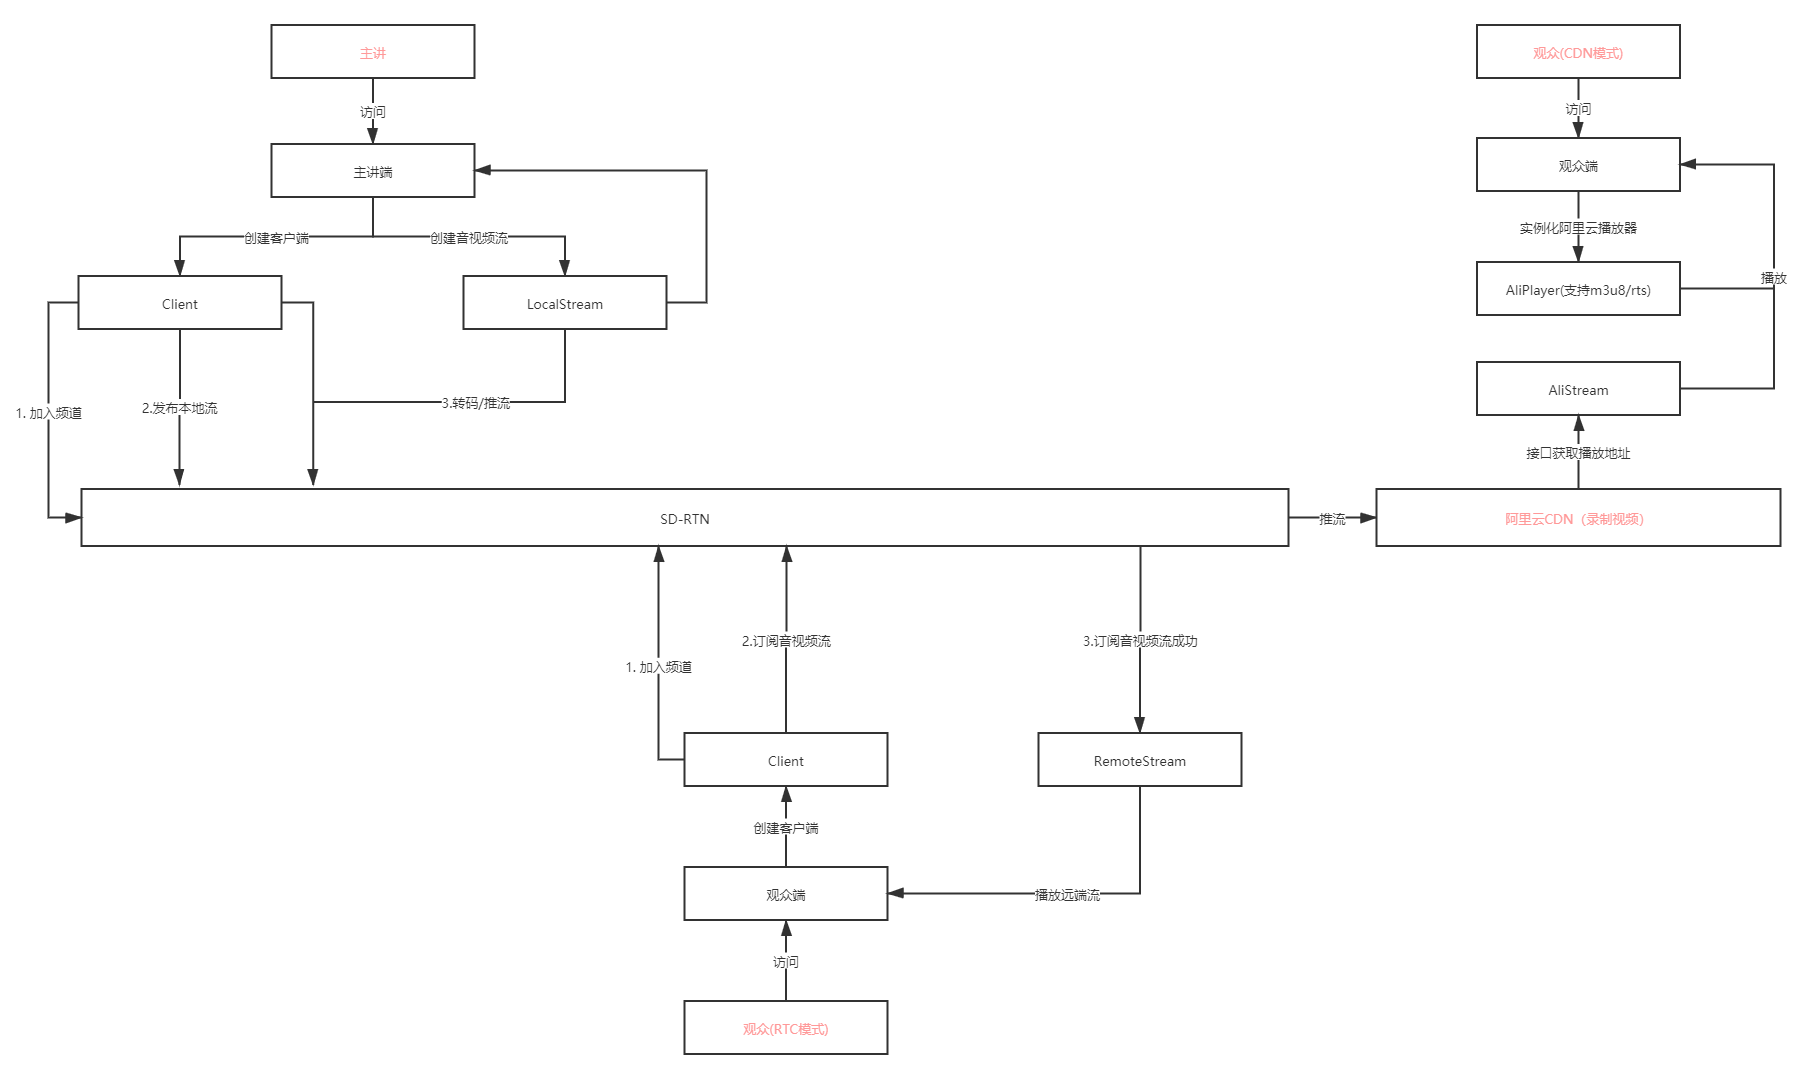 主讲
观众(CDN模式)
访问
访问
主讲端
观众端
创建客户端
创建音视频流
实例化阿里云播放器
播放
Client
LocalStream
AliPlayer(支持m3u8/rts)
AliStream
1. 加入频道
2.发布本地流
3.转码/推流
接口获取播放地址
SD-RTN
推流
阿里云CDN（录制视频）
1. 加入频道
2.订阅音视频流
3.订阅音视频流成功
Client
RemoteStream
创建客户端
观众端
播放远端流
访问
观众(RTC模式)